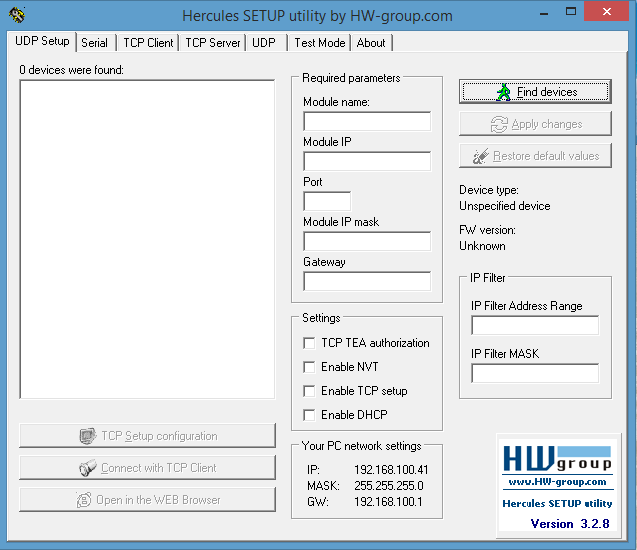 Hercules SETUP utility by HW-group.com
UDP Setup Serial TCP Client TCP Server UDP Test Mode About
0 devices were found:
TCP Setup configuration
Connect with TCP Client
Open in the WEB Browser
Required parameters
Module name:
Module IP
Port
Module IP mask
Gateway
Settings
TCP TEA authorization
Enable NVT
Enable TCP setup
Enable DHCP
Your PC network settings
IP: 192.168.100.41
MASK: 255.255.255.0
GW: 192.168.100.1
Find devices
Apply changes
Restore default values
Device type:
Unspecified device
FW version:
Unknown
IP Filter
IP Filter Address Range
IP Filter MASK
HWgroup
www.HW-group.com
Hercules SETUP utility
Version 3.2.8